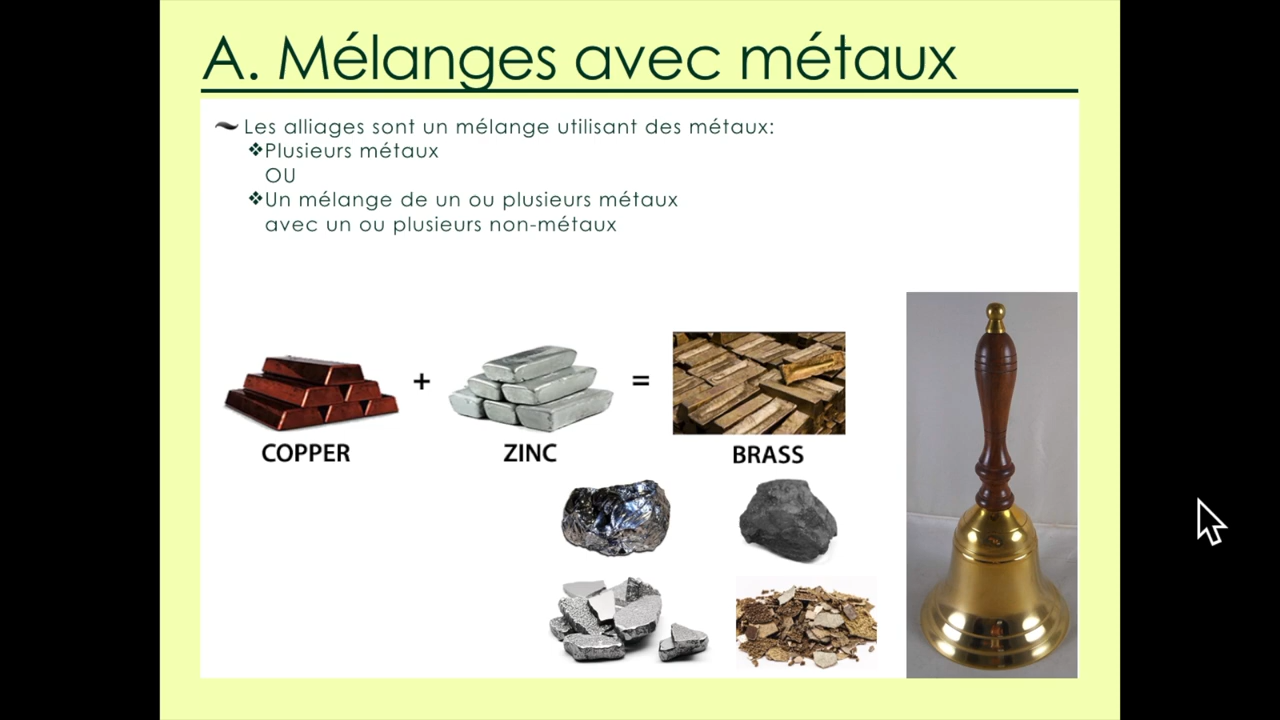 A. Mélanges avec métaux
Les alliages sont un mélange utilisant des métaux:
❖Plusieurs métaux
OU
❖Un mélange de un ou plusieurs métaux
avec un ou plusieurs non-métaux
+ =
COPPER ZINC BRASS